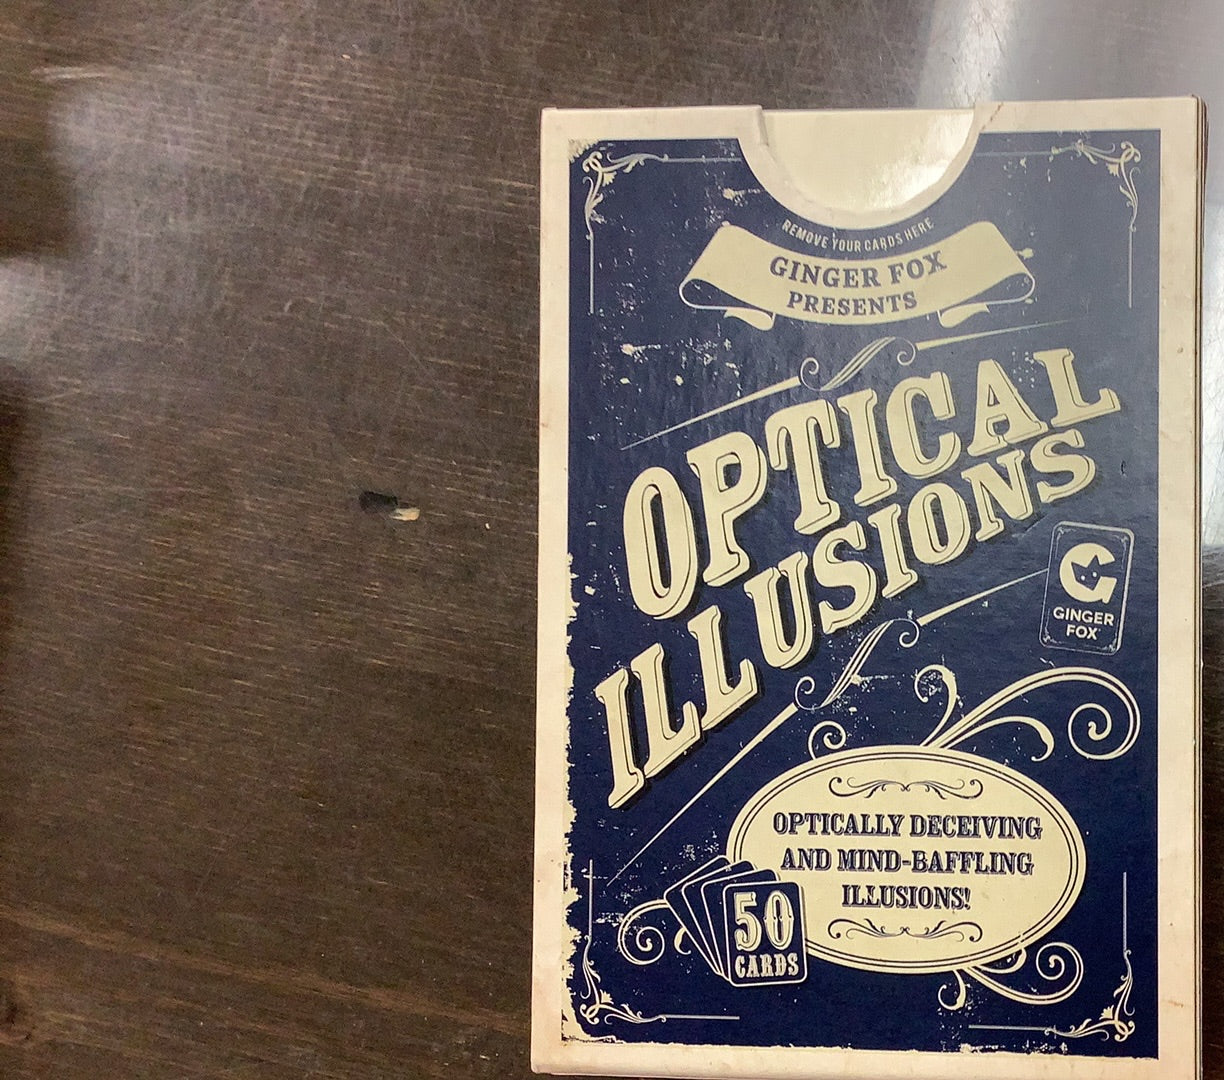 REMOVE YOUR CARDS HERE
GINGER FOX
PRESENTS
OPTICAL
ILLUSIONS
GINGER
FOX
OPTICALLY DECEIVING
AND MIND-BAFFLING
ILLUSIONS!
50
CARDS